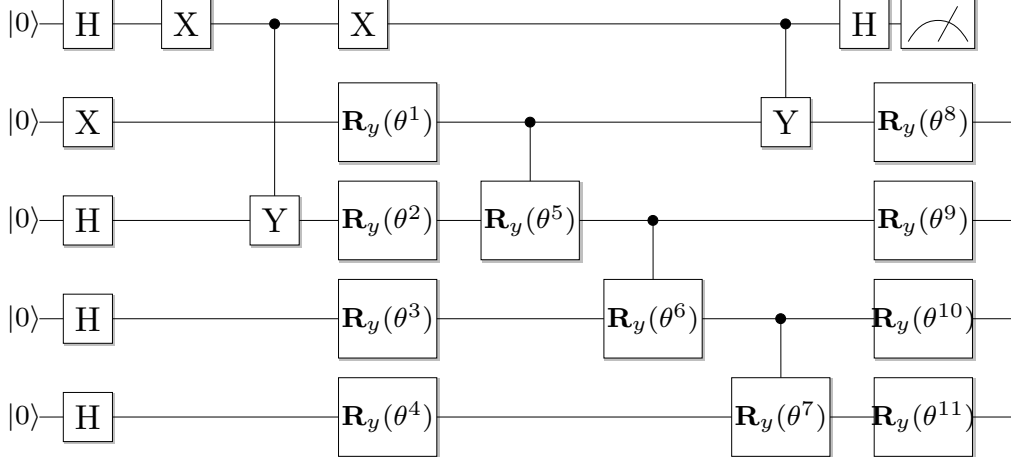 |0⟩ H X X H
|0⟩ X R_y(θ^1) Y R_y(θ^8)
|0⟩ H Y R_y(θ^2) R_y(θ^5) R_y(θ^9)
|0⟩ H R_y(θ^3) R_y(θ^6) R_y(θ^10)
|0⟩ H R_y(θ^4) R_y(θ^7) R_y(θ^11)